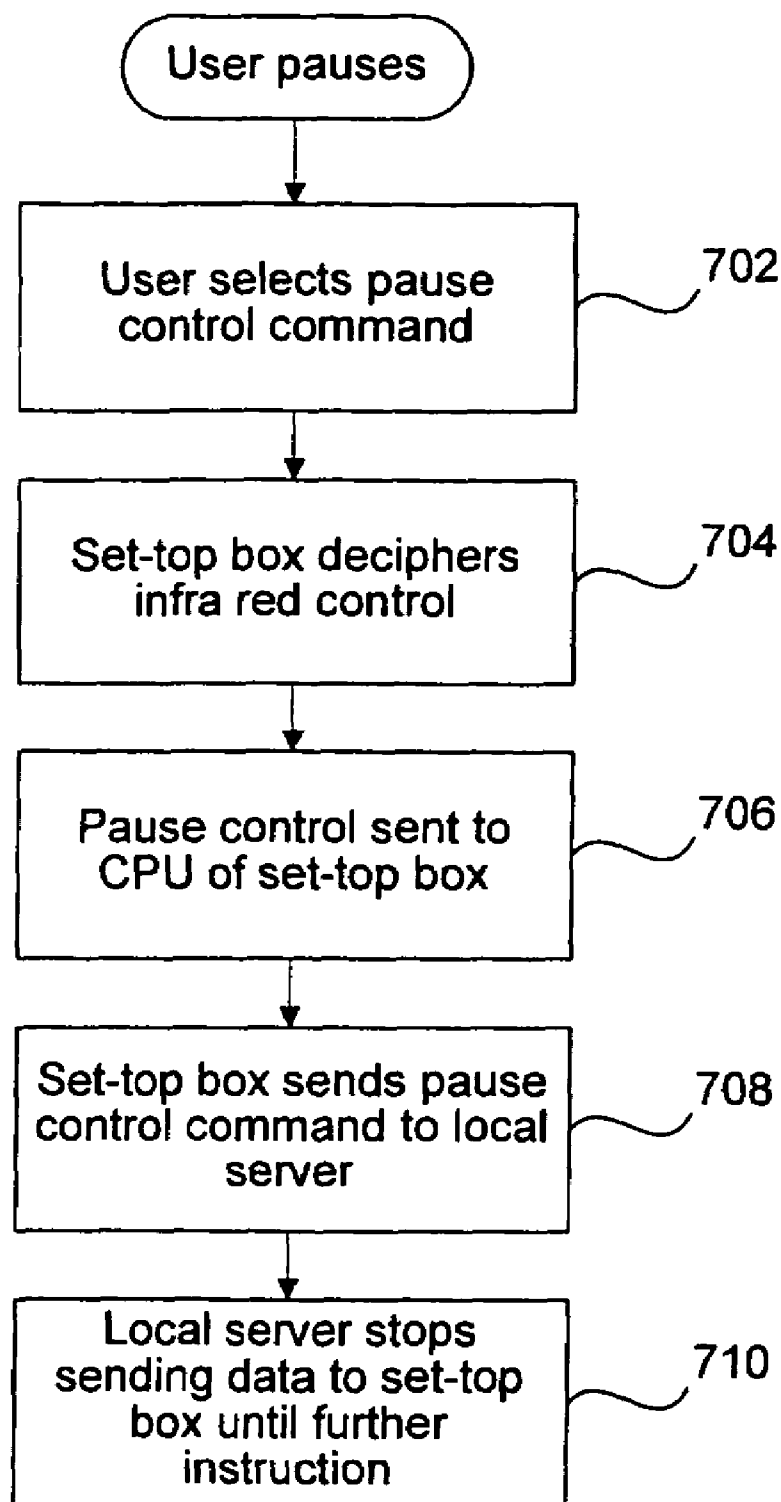 User pauses
User selects pause
control command
702
Set-top box deciphers
infra red control
704
Pause control sent to
CPU of set-top box
706
Set-top box sends pause
control command to local
server
708
Local server stops
sending data to set-top
box until further
instruction
710